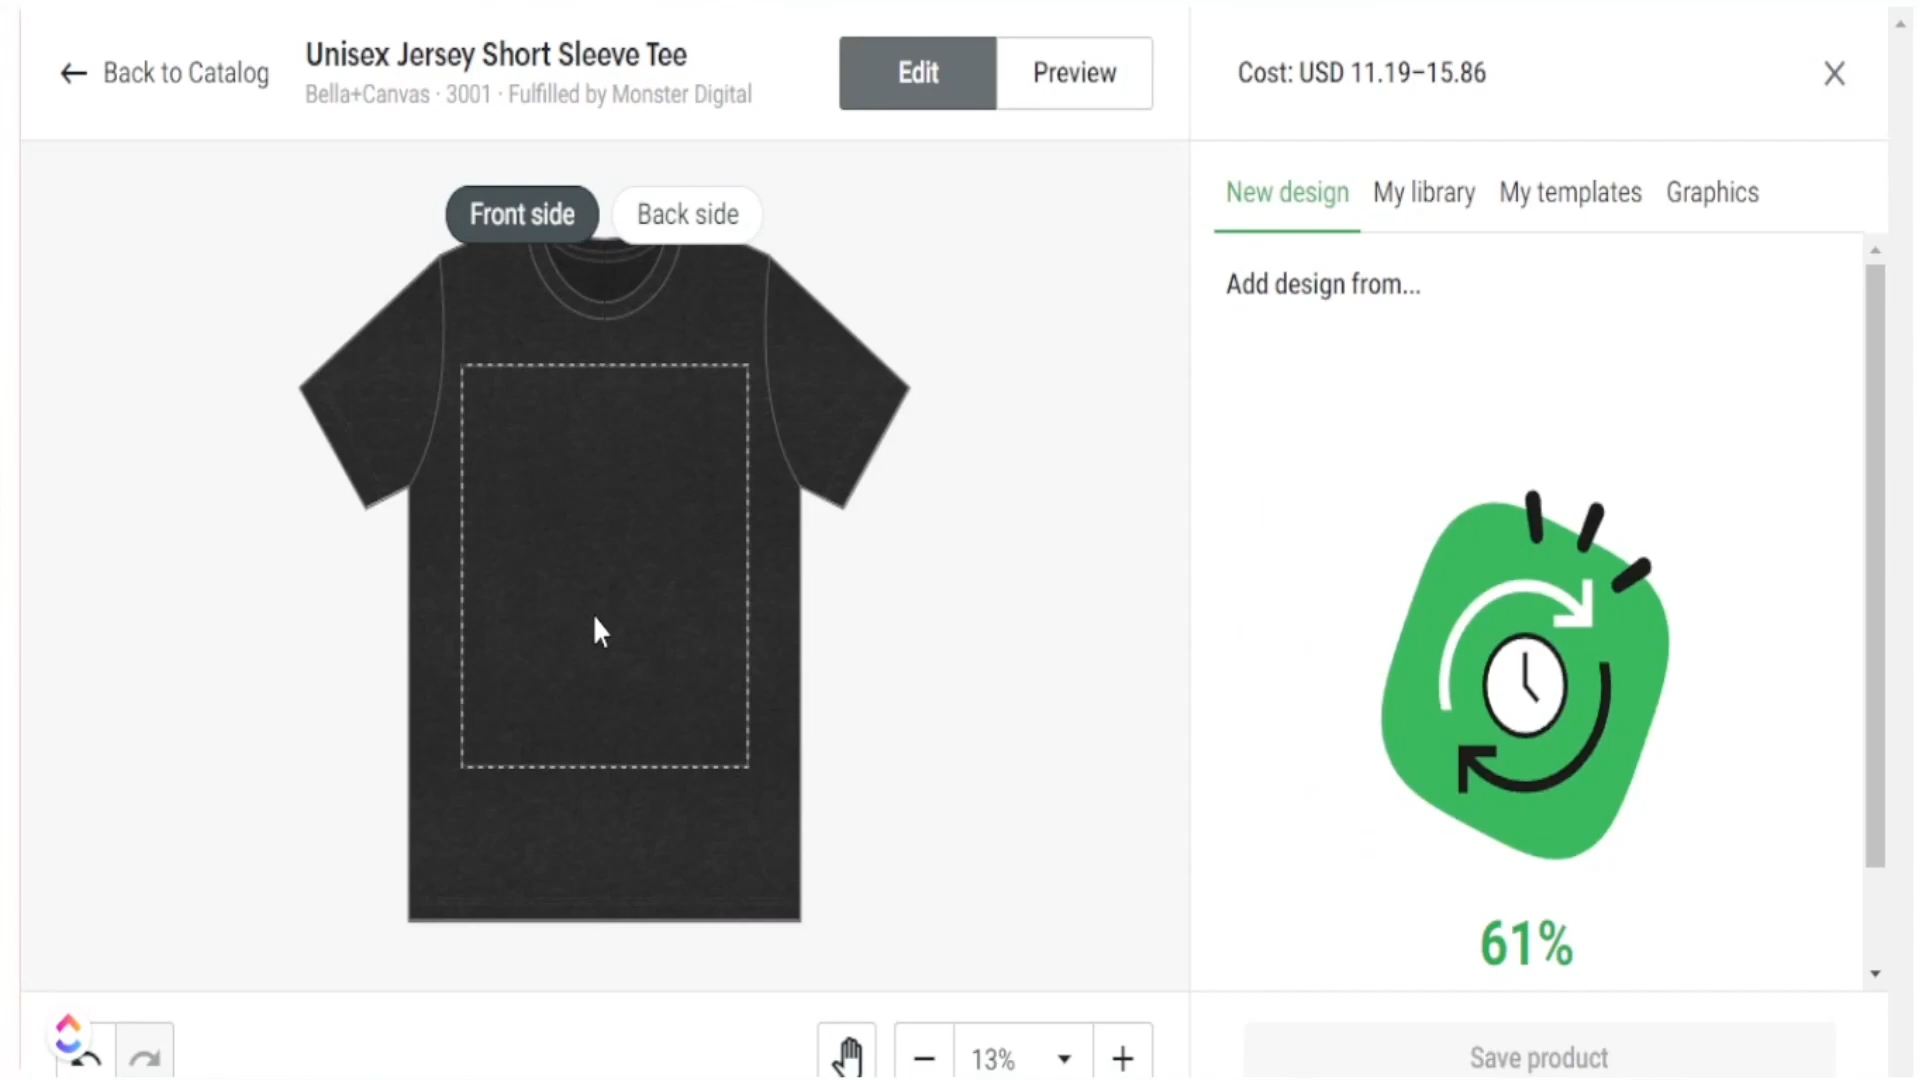 Back to Catalog
Unisex Jersey Short Sleeve Tee
Bella+Canvas · 3001 · Fulfilled by Monster Digital
Edit
Preview
Cost: USD 11.19–15.86
Front side
Back side
New design
My library
My templates
Graphics
Add design from...
61%
13%
Save product